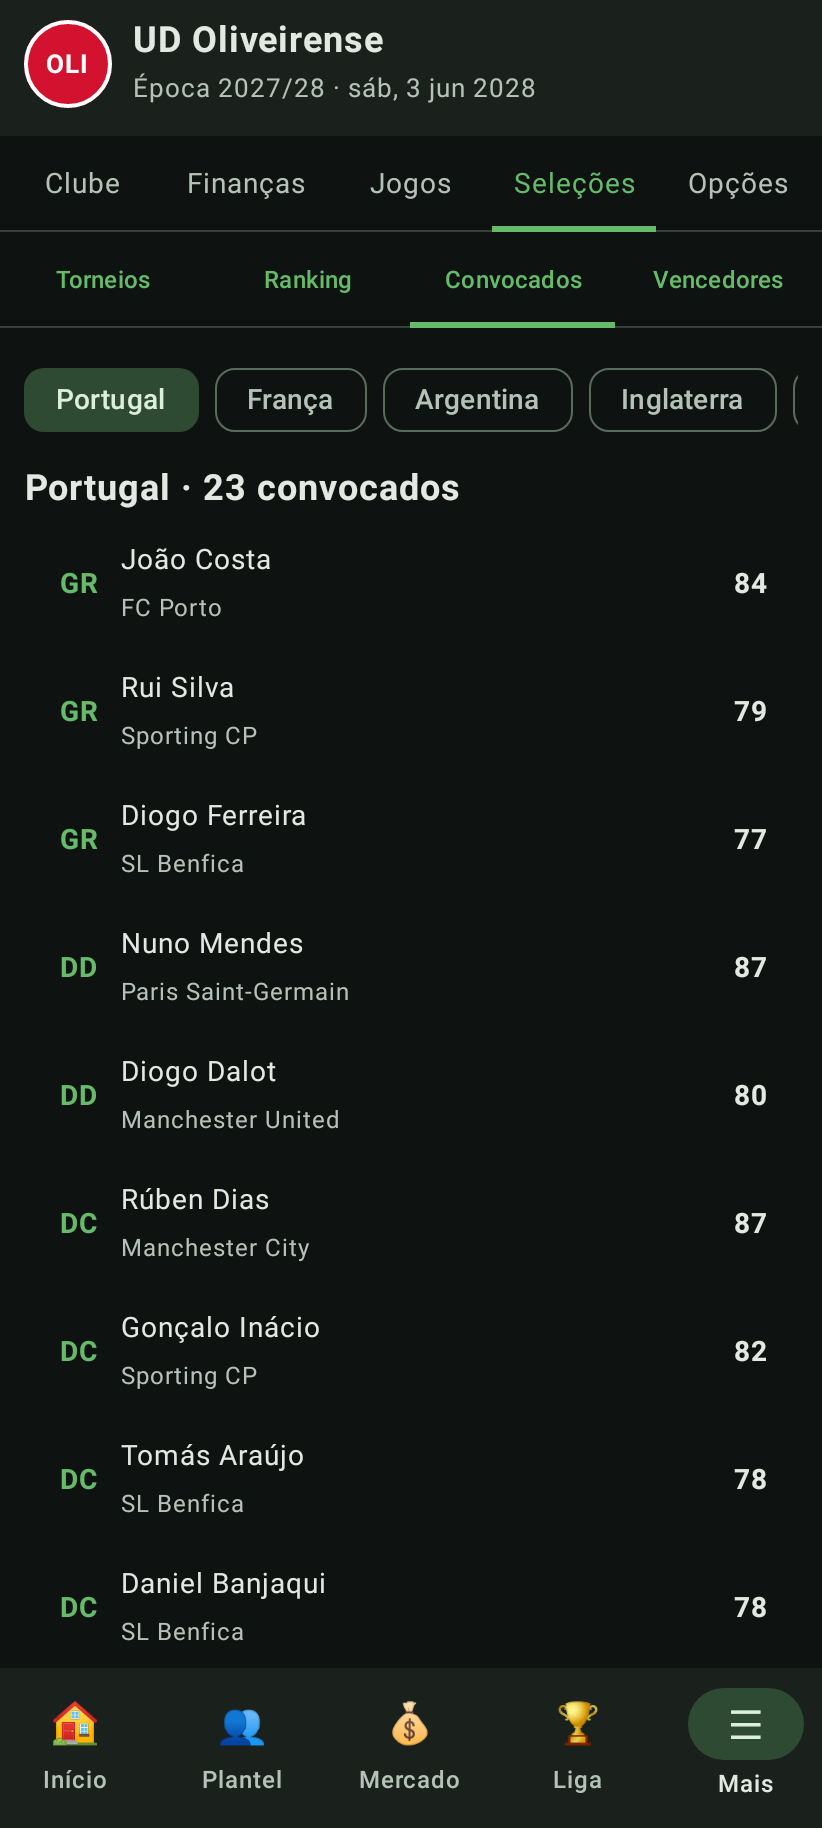 OLI
UD Oliveirense
Época 2027/28 · sáb, 3 jun 2028
Clube Finanças Jogos Seleções Opções
Torneios Ranking Convocados Vencedores
Portugal França Argentina Inglaterra
Portugal · 23 convocados
João Costa
GR 84
FC Porto
Rui Silva
GR 79
Sporting CP
Diogo Ferreira
GR 77
SL Benfica
Nuno Mendes
DD 87
Paris Saint-Germain
Diogo Dalot
DD 80
Manchester United
Rúben Dias
DC 87
Manchester City
Gonçalo Inácio
DC 82
Sporting CP
Tomás Araújo
DC 78
SL Benfica
Daniel Banjaqui
DC 78
SL Benfica
Início Plantel Mercado Liga Mais